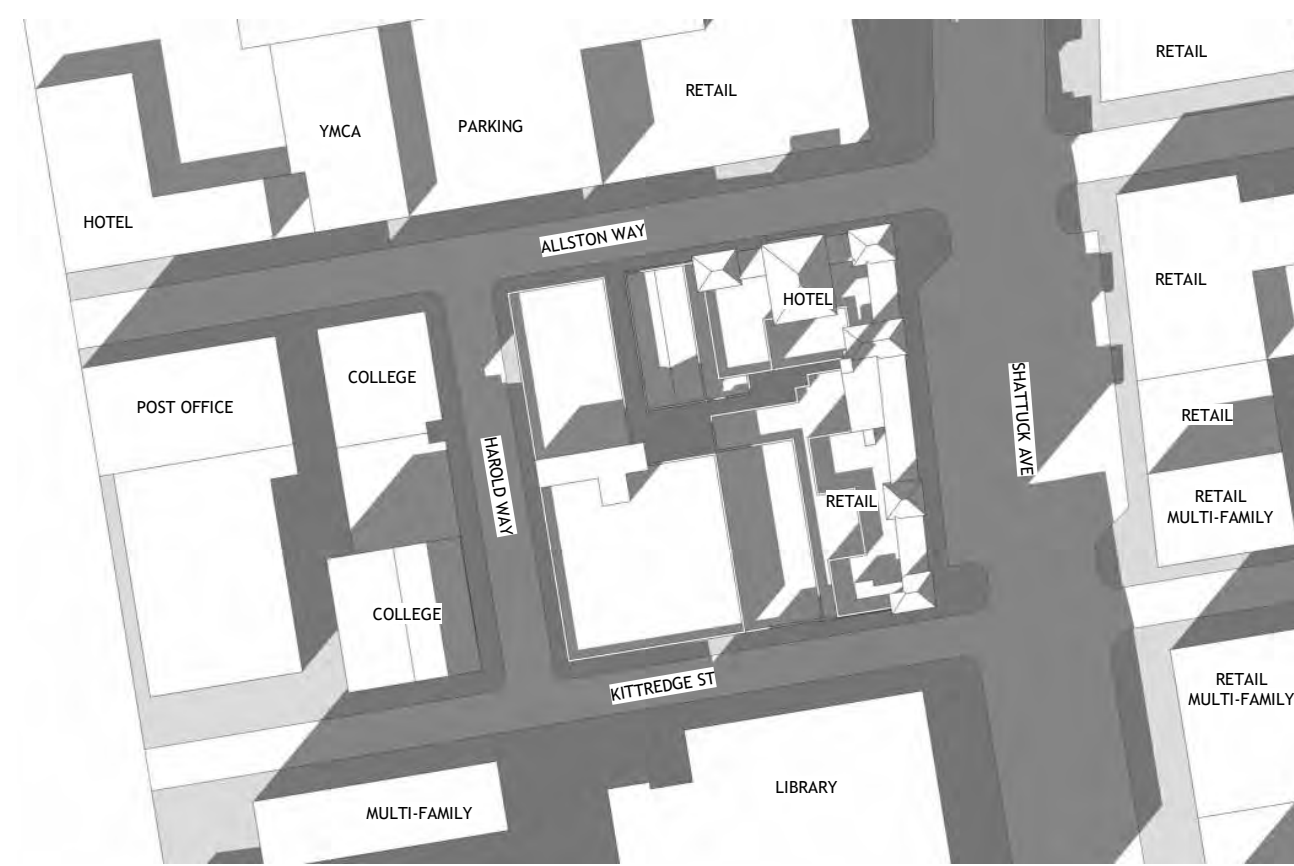 RETAIL
RETAIL
YMCA
PARKING
HOTEL
ALLSTON WAY
RETAIL
HOTEL
COLLEGE
POST OFFICE
SHATTUCK AVE
RETAIL
HAROLD WAY
RETAIL
RETAIL
MULTI-FAMILY
COLLEGE
KITTREDGE ST
RETAIL
MULTI-FAMILY
LIBRARY
MULTI-FAMILY